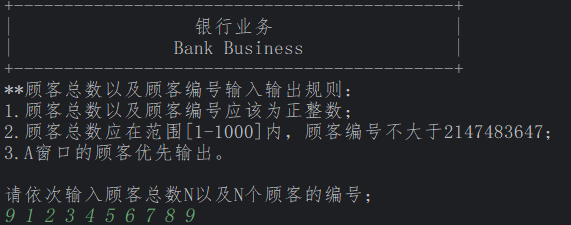 +------------------------------------------+
|                 银行业务                 |
|               Bank Business              |
+------------------------------------------+
**顾客总数以及顾客编号输入输出规则：
1.顾客总数以及顾客编号应该为正整数；
2.顾客总数应在范围[1-1000]内，顾客编号不大于2147483647；
3.A窗口的顾客优先输出。
请依次输入顾客总数N以及N个顾客的编号；
9 1 2 3 4 5 6 7 8 9